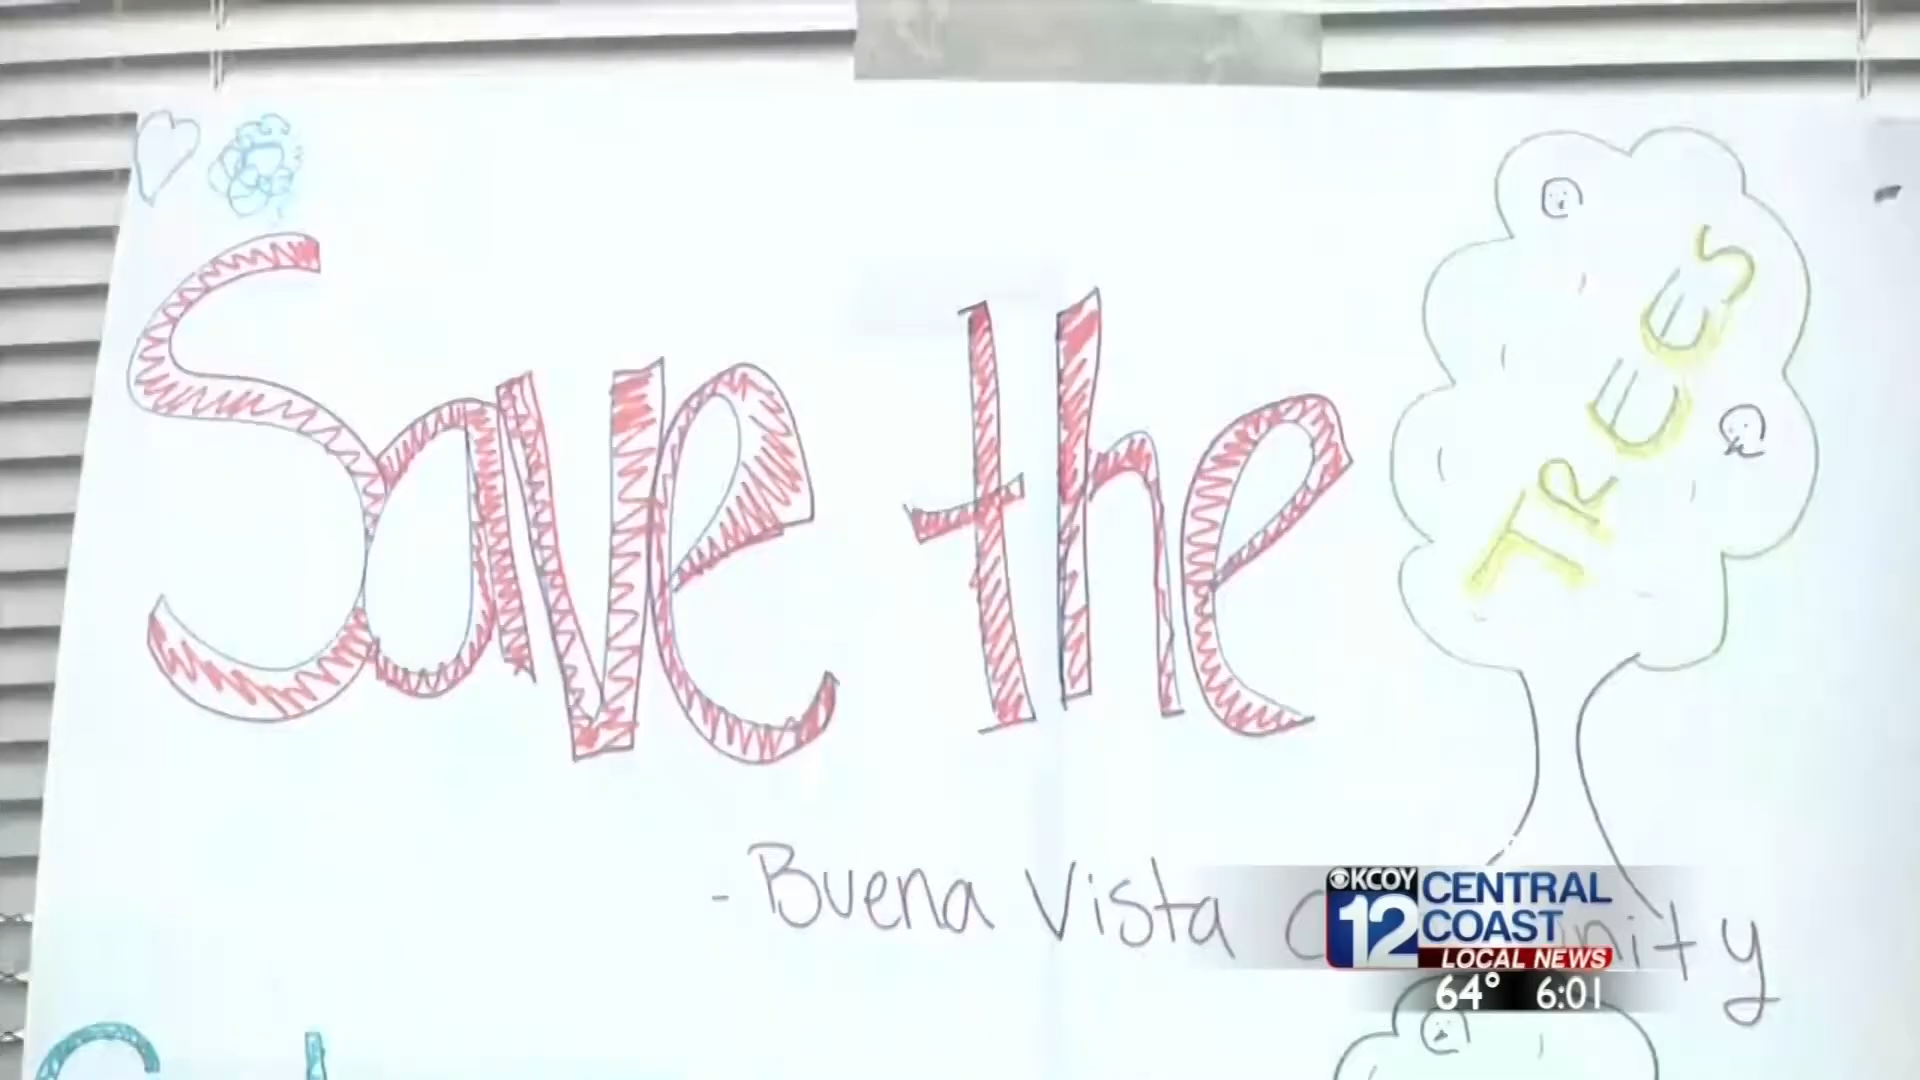 Save the TREES
- Buena Vista
KCOY
12
CENTRAL
COAST
LOCAL NEWS
64° 6:01